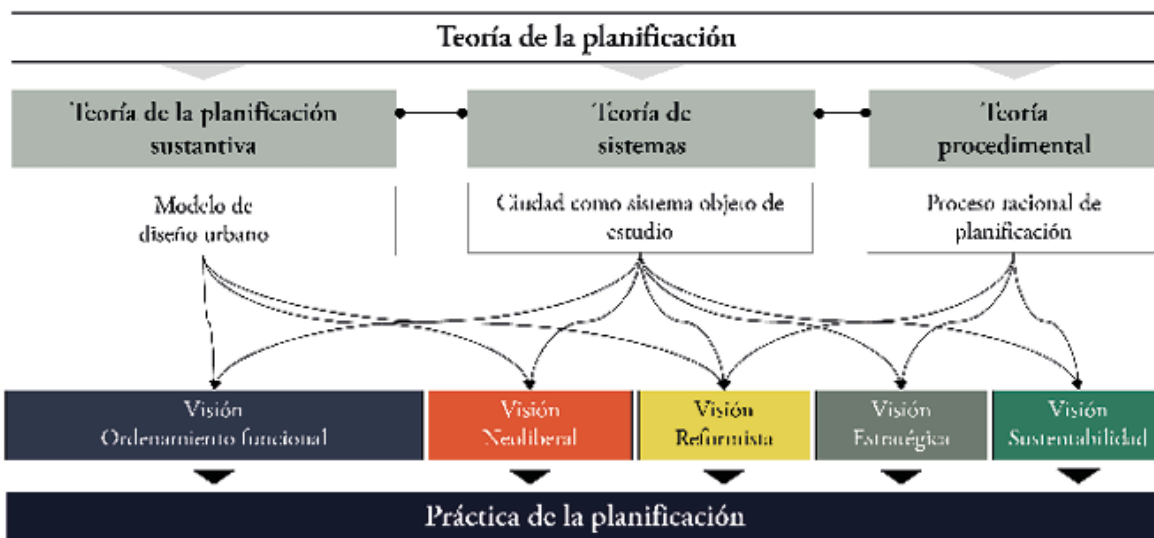 Teoría de la planificación
Teoría de la planificación
sustantiva
Teoría de
sistemas
Teoría
procedimental
Modelo de
diseño urbano
Ciudad como sistema objeto de
estudio
Proceso racional de
planificación
Visión
Ordenamiento funcional
Visión
Neoliberal
Visión
Reformista
Visión
Estratégica
Visión
Sustentabilidad
Práctica de la planificación